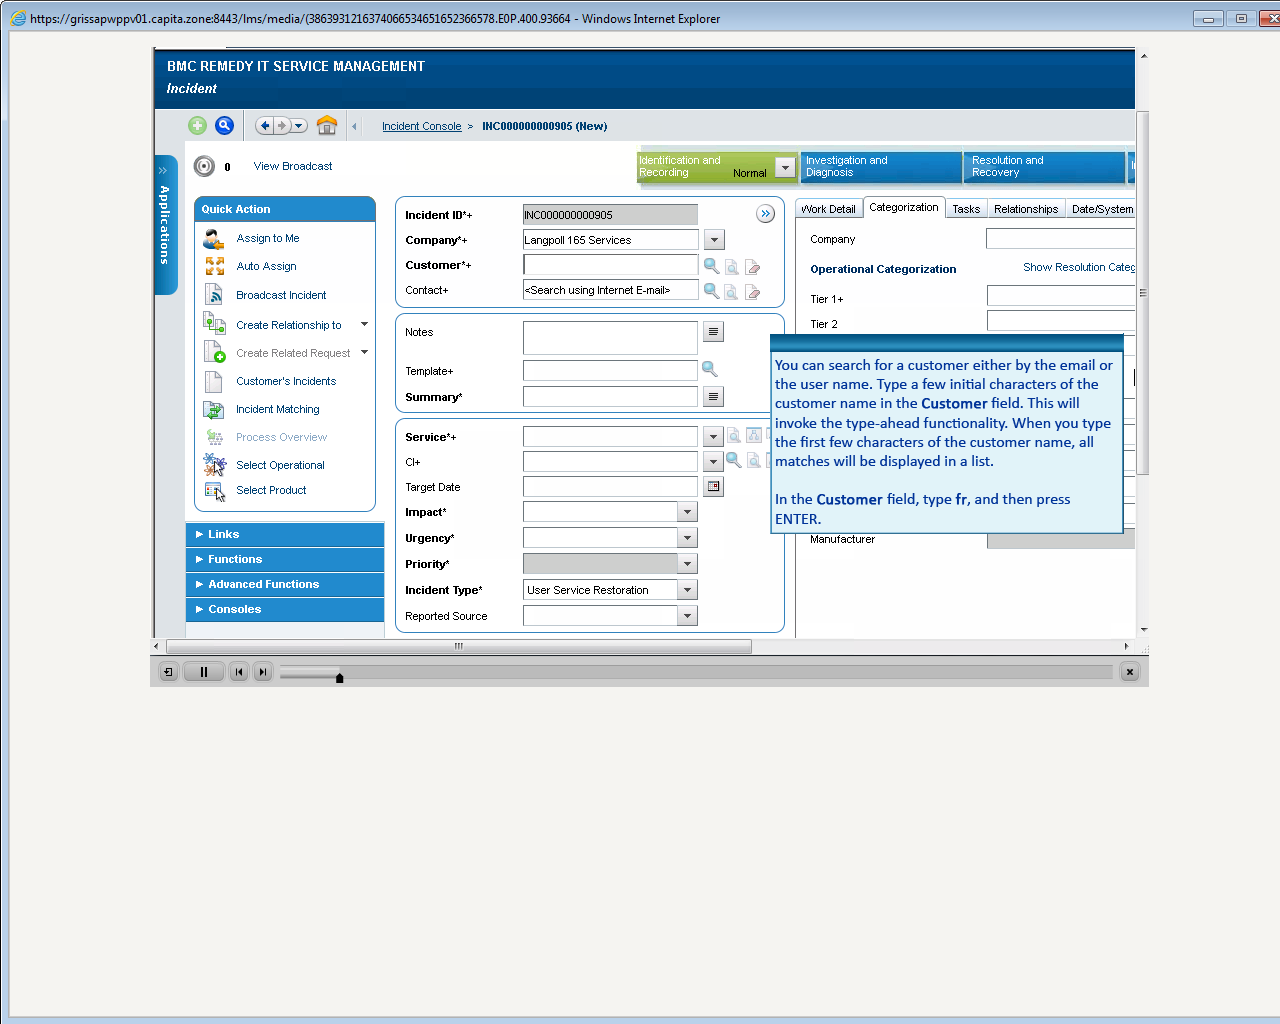 https://grissapwppv01.capita.zone:8443/lms/media/(3863931216374066534651652366578.E0P.400.93664 - Windows Internet Explorer
BMC REMEDY IT SERVICE MANAGEMENT
Incident
Incident Console > INC000000000905 (New)
Applications
0 View Broadcast
Identification and Recording Normal
Investigation and Diagnosis
Resolution and Recovery
Quick Action
Assign to Me
Auto Assign
Broadcast Incident
Create Relationship to
Create Related Request
Customer's Incidents
Incident Matching
Process Overview
Select Operational
Select Product
Links
Functions
Advanced Functions
Consoles
Incident ID*+ INC000000000905
Company*+ Langpoll 165 Services
Customer*+
Contact+ <Search using Internet E-mail>
Notes
Template+
Summary*
Service*+
CI+
Target Date
Impact*
Urgency*
Priority*
Incident Type* User Service Restoration
Reported Source
Work Detail Categorization Tasks Relationships Date/System
Company
Operational Categorization Show Resolution Categ
Tier 1+
Tier 2
You can search for a customer either by the email or
the user name. Type a few initial characters of the
customer name in the Customer field. This will
invoke the type-ahead functionality. When you type
the first few characters of the customer name, all
matches will be displayed in a list.
In the Customer field, type fr, and then press
ENTER.
Manufacturer